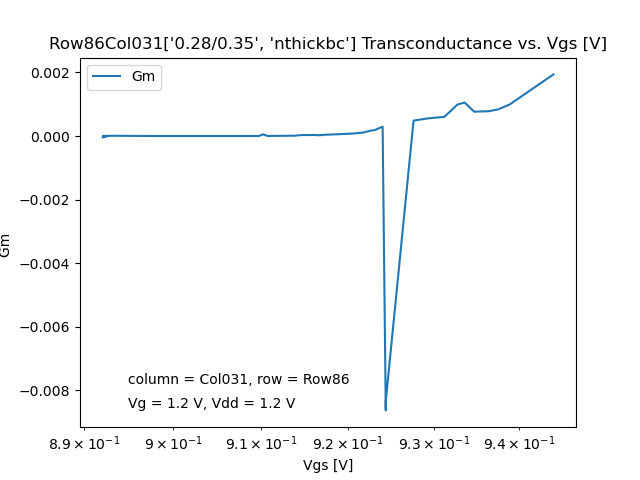 Row86Col031['0.28/0.35', 'nthickbc'] Transconductance vs. Vgs [V]
Gm
0.002
0.000
−0.002
−0.004
−0.006
−0.008
Gm
column = Col031, row = Row86
Vg = 1.2 V, Vdd = 1.2 V
8.9 × 10⁻¹ 9 × 10⁻¹ 9.1 × 10⁻¹ 9.2 × 10⁻¹ 9.3 × 10⁻¹ 9.4 × 10⁻¹
Vgs [V]